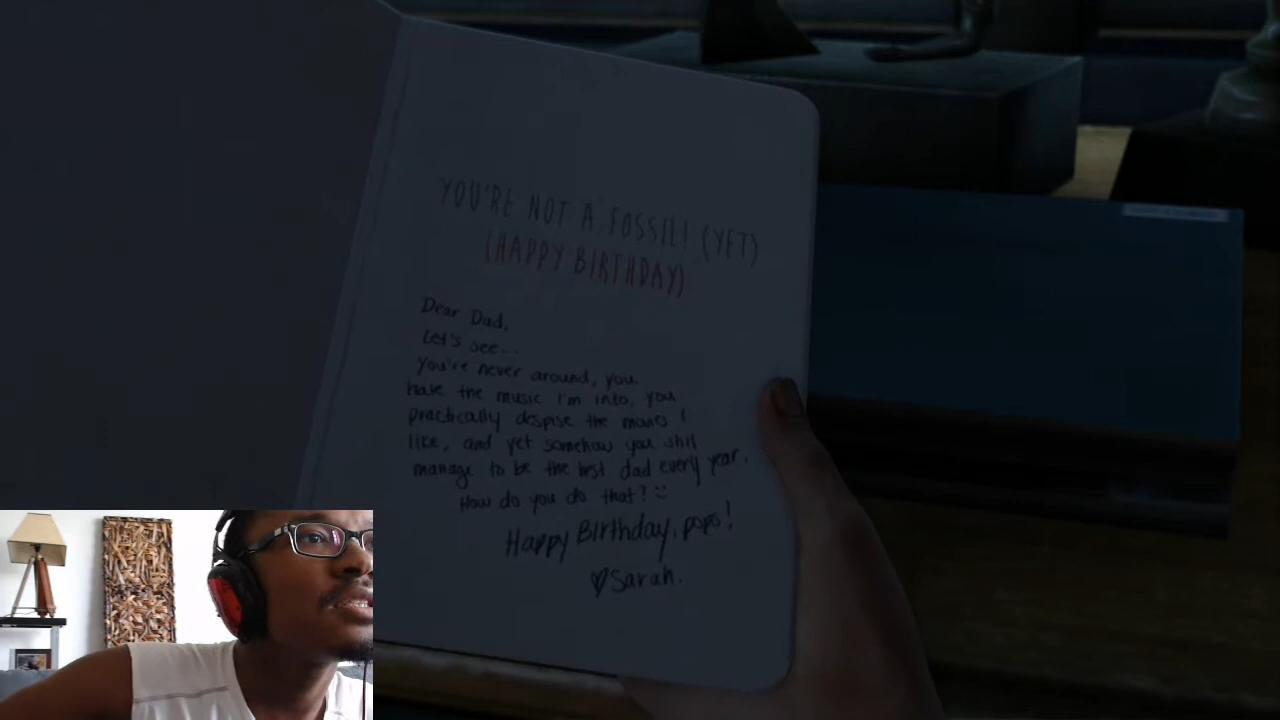 YOU'RE NOT A FOSSIL! (YET)
(HAPPY BIRTHDAY)
Dear Dad,
Let's see...
You're never around, you
hate the music I'm into, you
practically despise the movies I
like, and yet somehow you still
manage to be the best dad every year.
How do you do that? :)
Happy Birthday, pops!
♡Sarah.